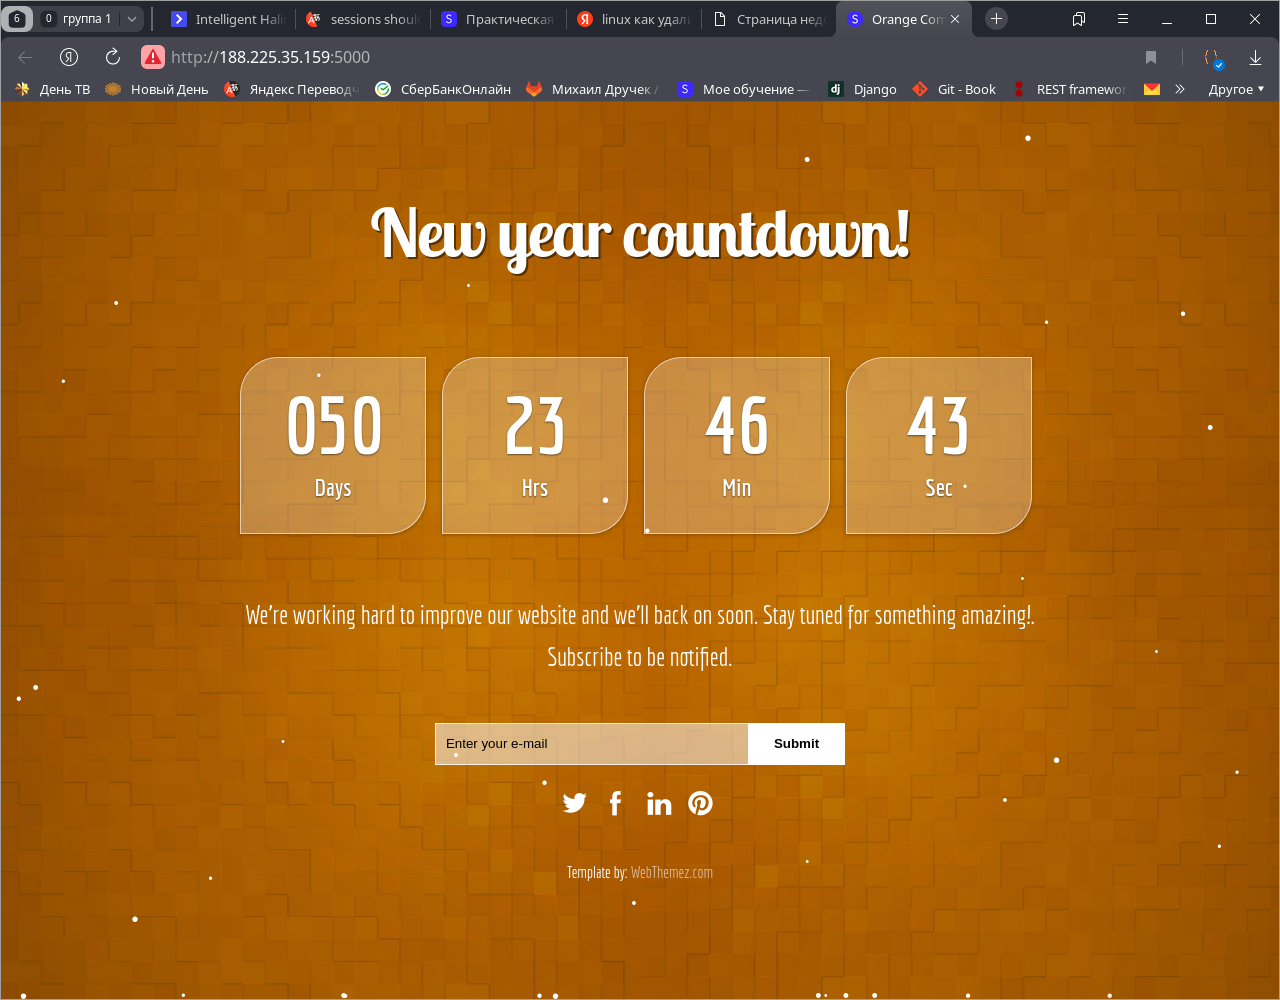 6
0 группа 1
Intelligent Hali
sessions shoul
Практическая
linux как удали
Страница недо
Orange Com
http://188.225.35.159:5000
День ТВ
Новый День
Яндекс Переводч
СберБанкОнлайн
Михаил Дручек /
Мое обучение —
Django
Git - Book
REST framewor
Другое
New year countdown!
050 23 46 43
Days Hrs Min Sec
We're working hard to improve our website and we'll back on soon. Stay tuned for something amazing!.
Subscribe to be notified.
Enter your e-mail Submit
Template by: WebThemez.com